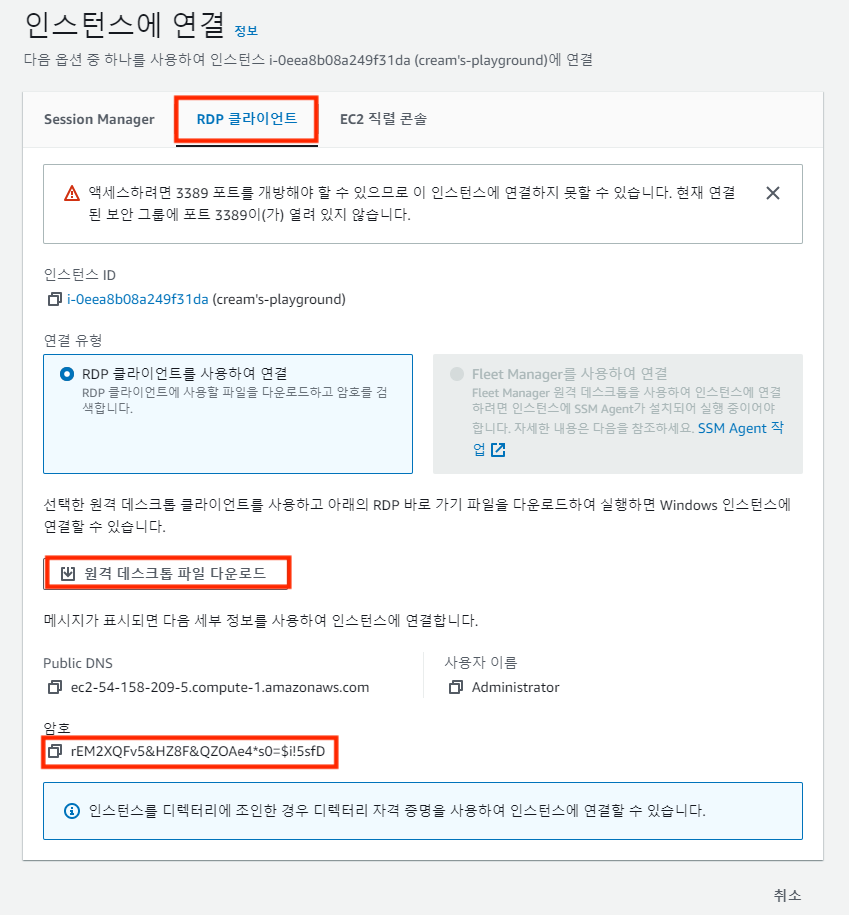 인스턴스에 연결 정보
다음 옵션 중 하나를 사용하여 인스턴스 i-0eea8b08a249f31da (cream's-playground)에 연결
Session Manager
RDP 클라이언트
EC2 직렬 콘솔
액세스하려면 3389 포트를 개방해야 할 수 있으므로 이 인스턴스에 연결하지 못할 수 있습니다. 현재 연결
된 보안 그룹에 포트 3389이(가) 열려 있지 않습니다.
인스턴스 ID
i-0eea8b08a249f31da (cream's-playground)
연결 유형
RDP 클라이언트를 사용하여 연결
RDP 클라이언트에 사용할 파일을 다운로드하고 암호를 검
색합니다.
Fleet Manager를 사용하여 연결
Fleet Manager 원격 데스크톱을 사용하여 인스턴스에 연결
하려면 인스턴스에 SSM Agent가 설치되어 실행 중이어야
합니다. 자세한 내용은 다음을 참조하세요. SSM Agent 작
업
선택한 원격 데스크톱 클라이언트를 사용하고 아래의 RDP 바로 가기 파일을 다운로드하여 실행하면 Windows 인스턴스에
연결할 수 있습니다.
원격 데스크톱 파일 다운로드
메시지가 표시되면 다음 세부 정보를 사용하여 인스턴스에 연결합니다.
Public DNS
ec2-54-158-209-5.compute-1.amazonaws.com
사용자 이름
Administrator
암호
rEM2XQFv5&HZ8F&QZOAe4*s0=$i!5sfD
인스턴스를 디렉터리에 조인한 경우 디렉터리 자격 증명을 사용하여 인스턴스에 연결할 수 있습니다.
취소